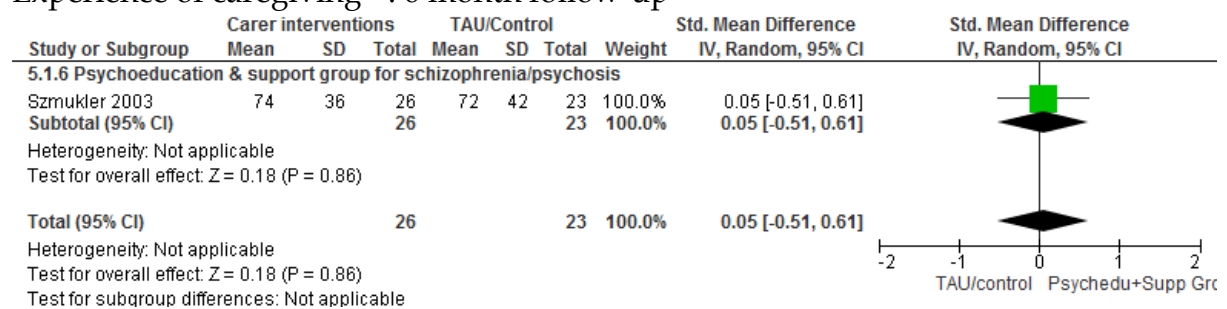 Experience of caregiving
Carer interventions TAU/Control Std. Mean Difference Std. Mean Difference
Study or Subgroup Mean SD Total Mean SD Total Weight IV, Random, 95% CI IV, Random, 95% CI
5.1.6 Psychoeducation & support group for schizophrenia/psychosis
Szmukler 2003 74 36 26 72 42 23 100.0% 0.05 [-0.51, 0.61]
Subtotal (95% CI) 26 23 100.0% 0.05 [-0.51, 0.61]
Heterogeneity: Not applicable
Test for overall effect: Z = 0.18 (P = 0.86)
Total (95% CI) 26 23 100.0% 0.05 [-0.51, 0.61]
Heterogeneity: Not applicable
Test for overall effect: Z = 0.18 (P = 0.86)
Test for subgroup differences: Not applicable
-2 -1 0 1 2
TAU/control Psychedu+Supp Gro